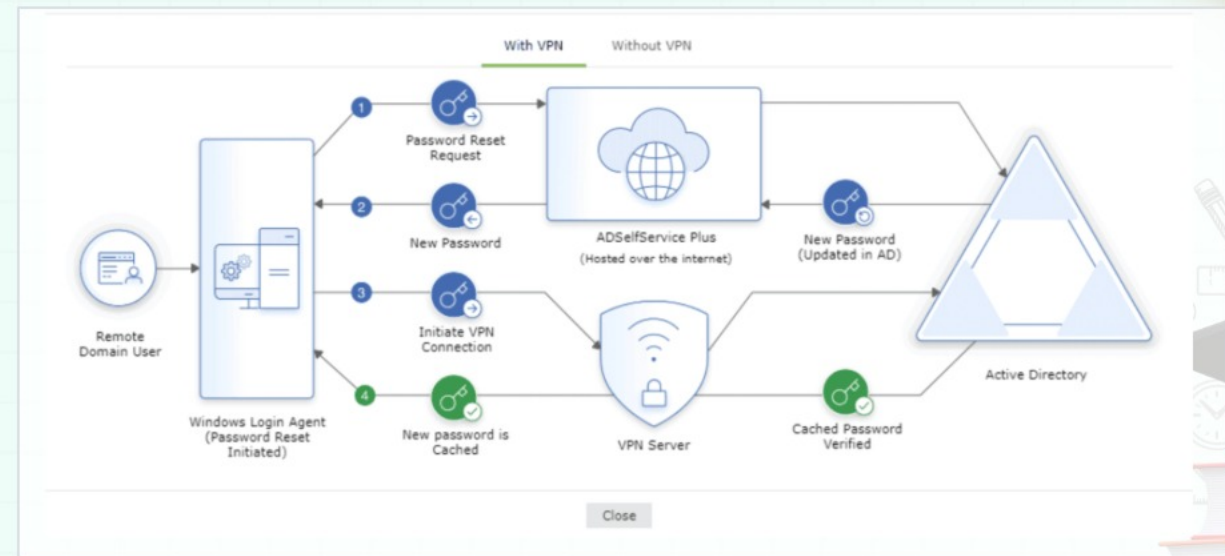 With VPN
Without VPN
1
Password Reset
Request
2
New Password
ADSelfService Plus
(Hosted over the internet)
New Password
(Updated in AD)
3
Initiate VPN
Connection
Remote
Domain User
Active Directory
4
Windows Login Agent
(Password Reset
Initiated)
New password is
Cached
VPN Server
Cached Password
Verified
Close